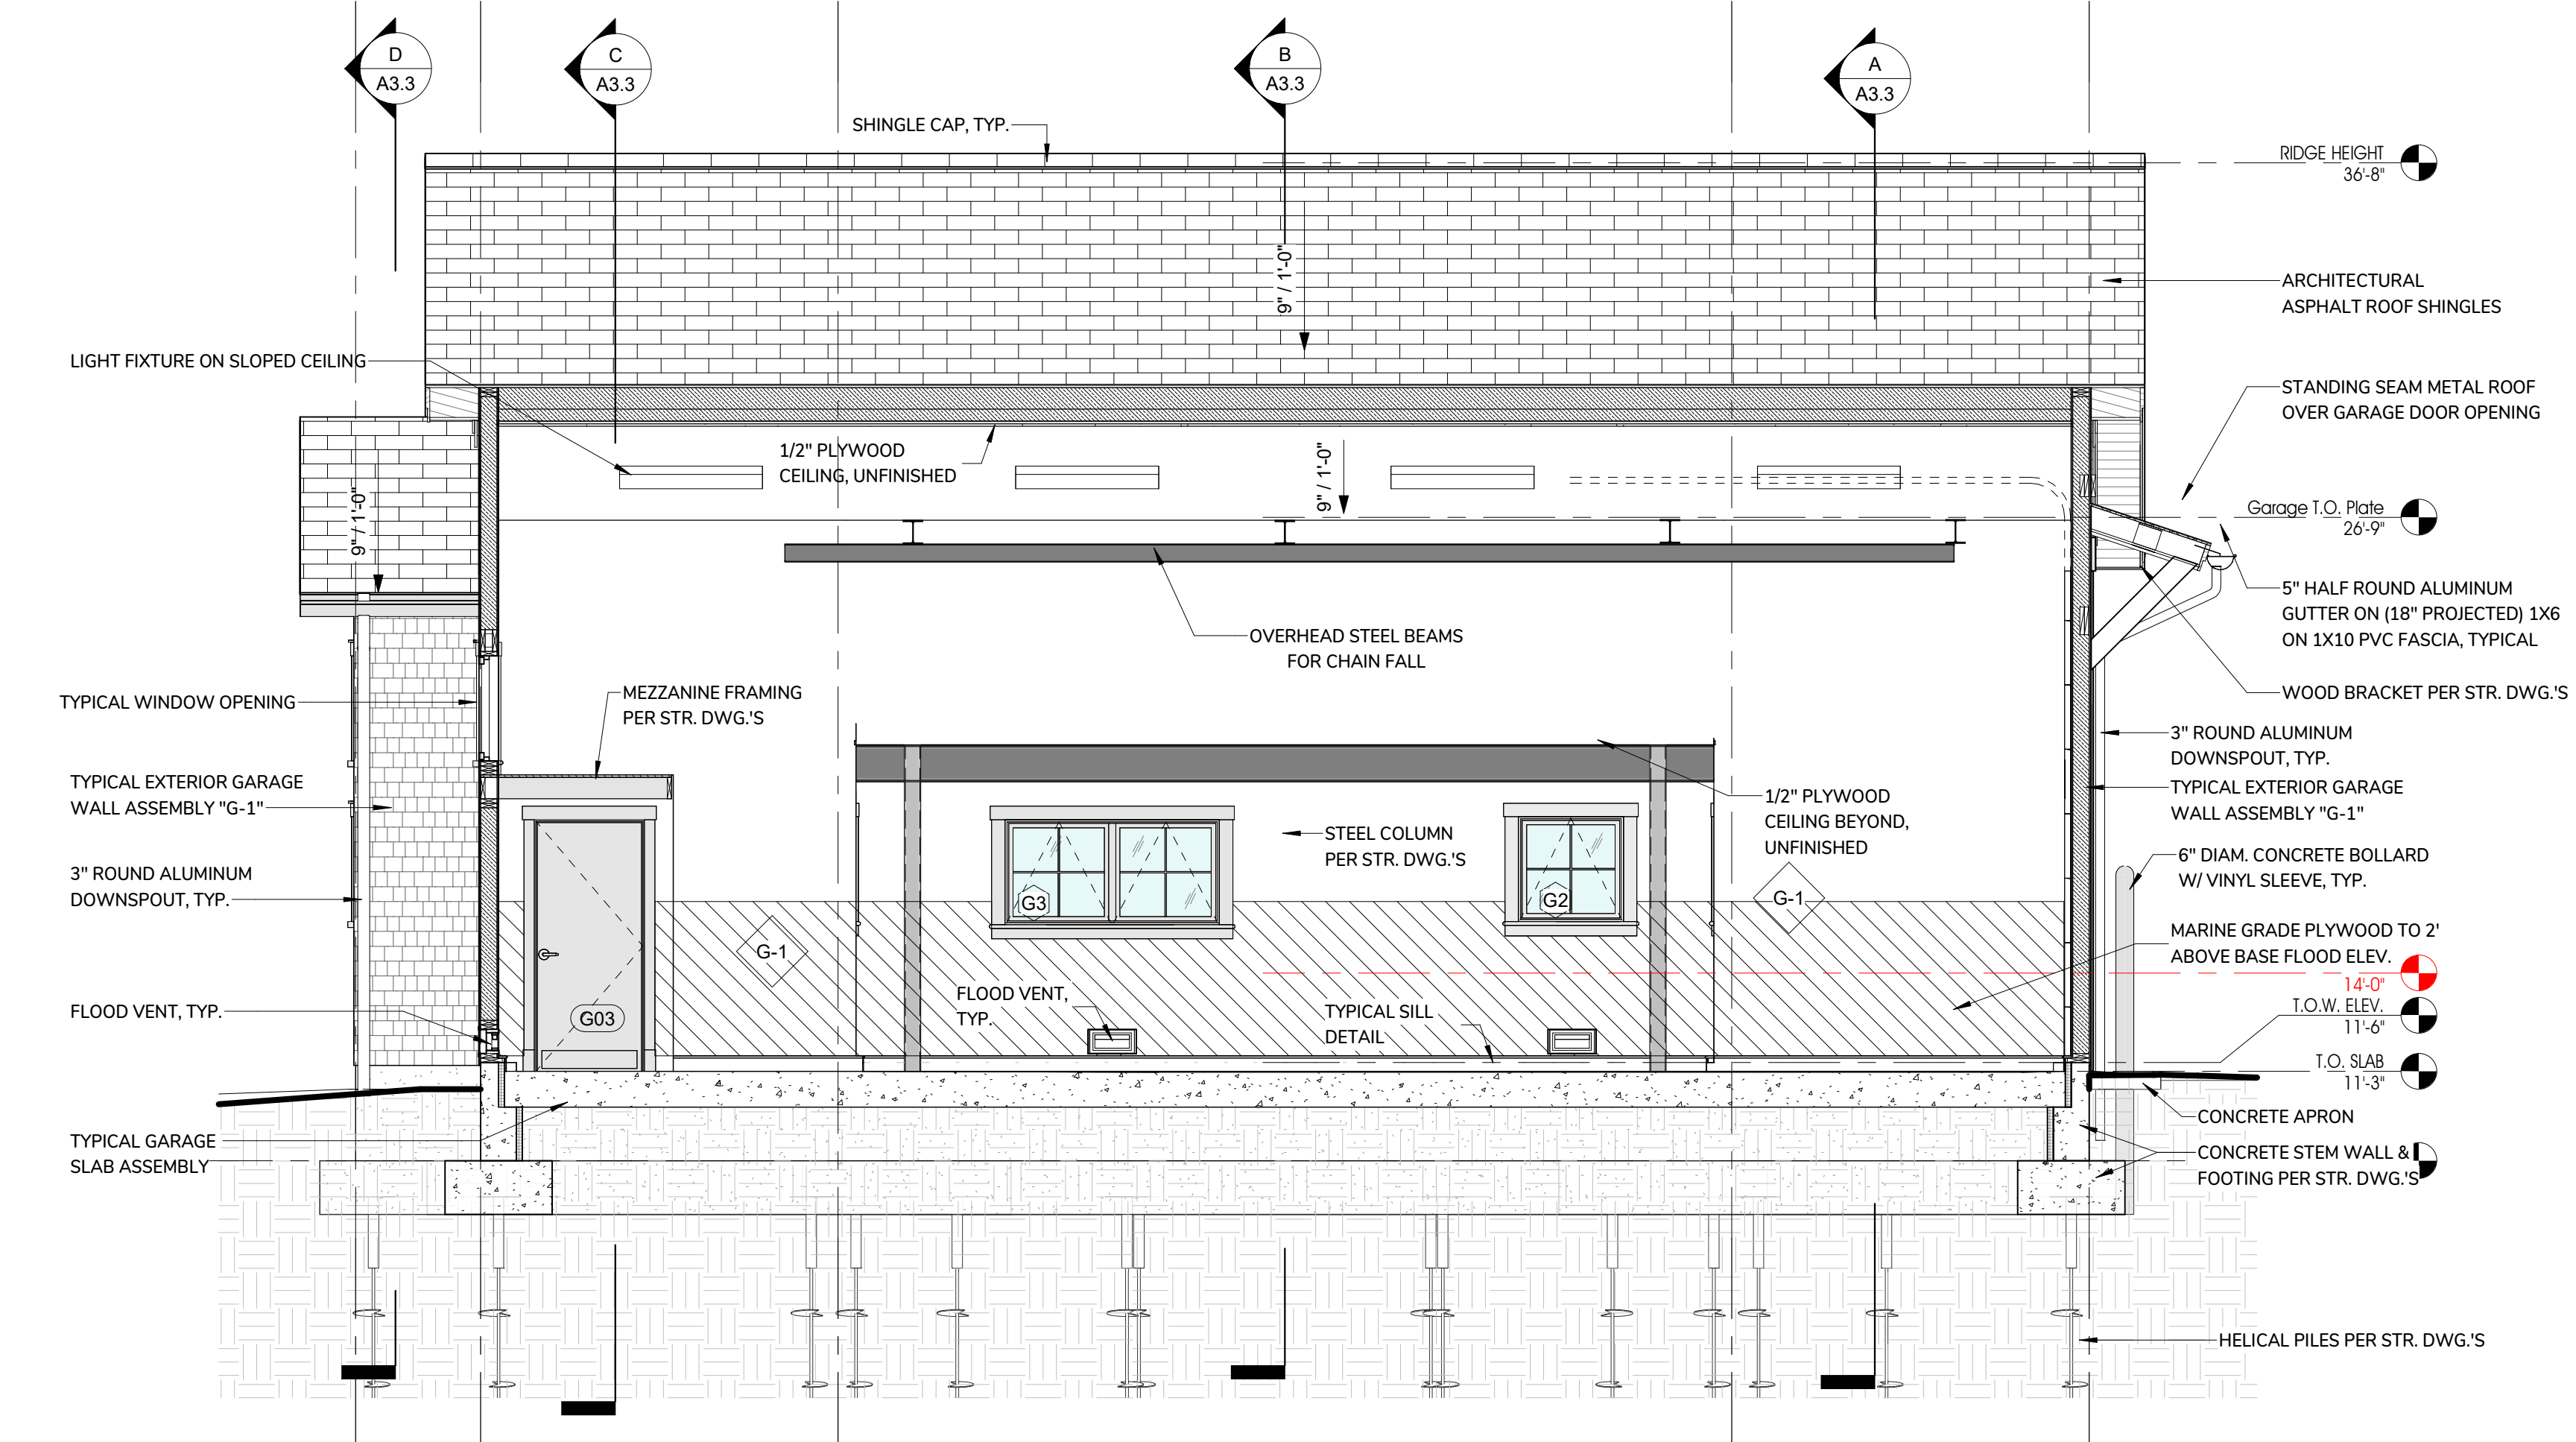 D
A3.3
C
A3.3
B
A3.3
A
A3.3
SHINGLE CAP, TYP.
RIDGE HEIGHT
36'-8"
9" / 1'-0"
ARCHITECTURAL
ASPHALT ROOF SHINGLES
LIGHT FIXTURE ON SLOPED CEILING
STANDING SEAM METAL ROOF
OVER GARAGE DOOR OPENING
1/2" PLYWOOD
CEILING, UNFINISHED
9" / 1'-0"
9" / 1'-0"
Garage T.O. Plate
26'-9"
5" HALF ROUND ALUMINUM
GUTTER ON (18" PROJECTED) 1X6
ON 1X10 PVC FASCIA, TYPICAL
OVERHEAD STEEL BEAMS
FOR CHAIN FALL
TYPICAL WINDOW OPENING
MEZZANINE FRAMING
PER STR. DWG.'S
WOOD BRACKET PER STR. DWG.'S
3" ROUND ALUMINUM
DOWNSPOUT, TYP.
TYPICAL EXTERIOR GARAGE
WALL ASSEMBLY "G-1"
TYPICAL EXTERIOR GARAGE
WALL ASSEMBLY "G-1"
1/2" PLYWOOD
CEILING BEYOND,
UNFINISHED
STEEL COLUMN
PER STR. DWG.'S
6" DIAM. CONCRETE BOLLARD
W/ VINYL SLEEVE, TYP.
3" ROUND ALUMINUM
DOWNSPOUT, TYP.
G3
G2
G-1
G-1
MARINE GRADE PLYWOOD TO 2'
ABOVE BASE FLOOD ELEV.
14'-0"
FLOOD VENT, TYP.
G03
FLOOD VENT,
TYP.
TYPICAL SILL
DETAIL
T.O.W. ELEV.
11'-6"
T.O. SLAB
11'-3"
CONCRETE APRON
TYPICAL GARAGE
SLAB ASSEMBLY
CONCRETE STEM WALL &
FOOTING PER STR. DWG.'S
HELICAL PILES PER STR. DWG.'S